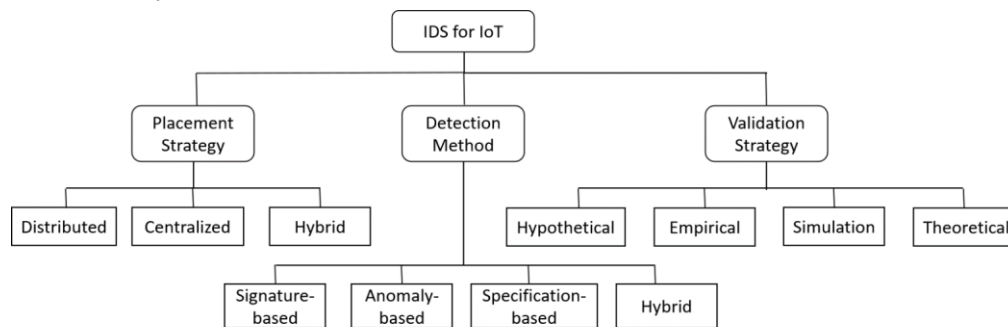 IDS for IoT
Placement
Strategy
Detection
Method
Validation
Strategy
Distributed
Centralized
Hybrid
Hypothetical
Empirical
Simulation
Theoretical
Signature-
based
Anomaly-
based
Specification-
based
Hybrid